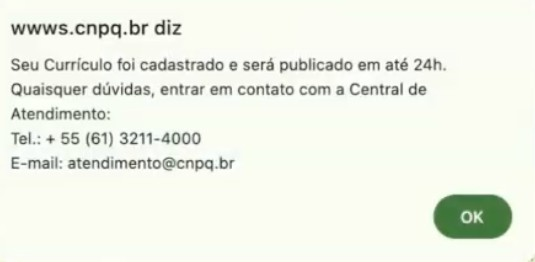 wwws.cnpq.br diz
Seu Currículo foi cadastrado e será publicado em até 24h.
Quaisquer dúvidas, entrar em contato com a Central de
Atendimento:
Tel.: + 55 (61) 3211-4000
E-mail: atendimento@cnpq.br
OK